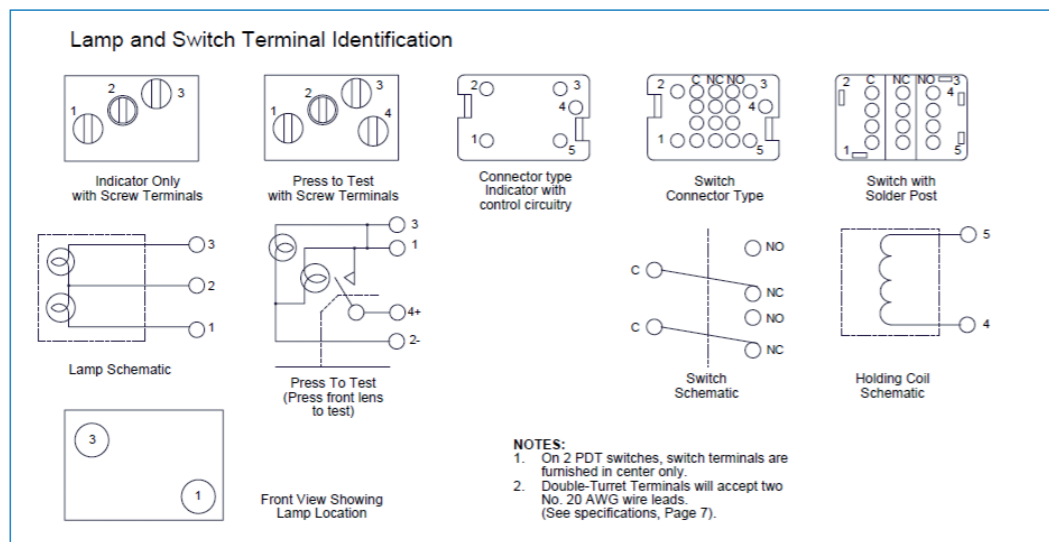 Lamp and Switch Terminal Identification
1 2 3
1 2 3 4
2 3 4 1 5
C NC NO
2 3 4 1 5
C NC NO
2 3 4 1 5
Indicator Only
with Screw Terminals
Press to Test
with Screw Terminals
Connector type
Indicator with
control circuitry
Switch
Connector Type
Switch with
Solder Post
3
2
1
Lamp Schematic
3
1
4+
2-
Press To Test
(Press front lens
to test)
NO
C
NC
NO
C
NC
Switch
Schematic
5
4
Holding Coil
Schematic
3
1
Front View Showing
Lamp Location
NOTES:
1. On 2 PDT switches, switch terminals are
furnished in center only.
2. Double-Turret Terminals will accept two
No. 20 AWG wire leads.
(See specifications, Page 7).